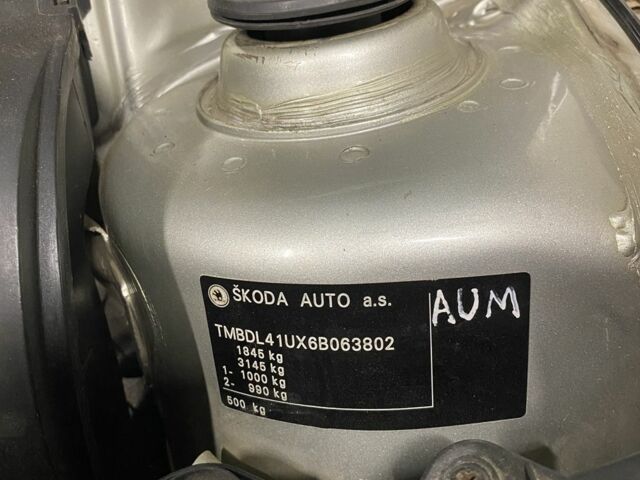 ŠKODA AUTO a.s.
AUM
TMBDL41UX6B063802
1845 kg
3145 kg
1- 1000 kg
2- 990 kg
500 kg